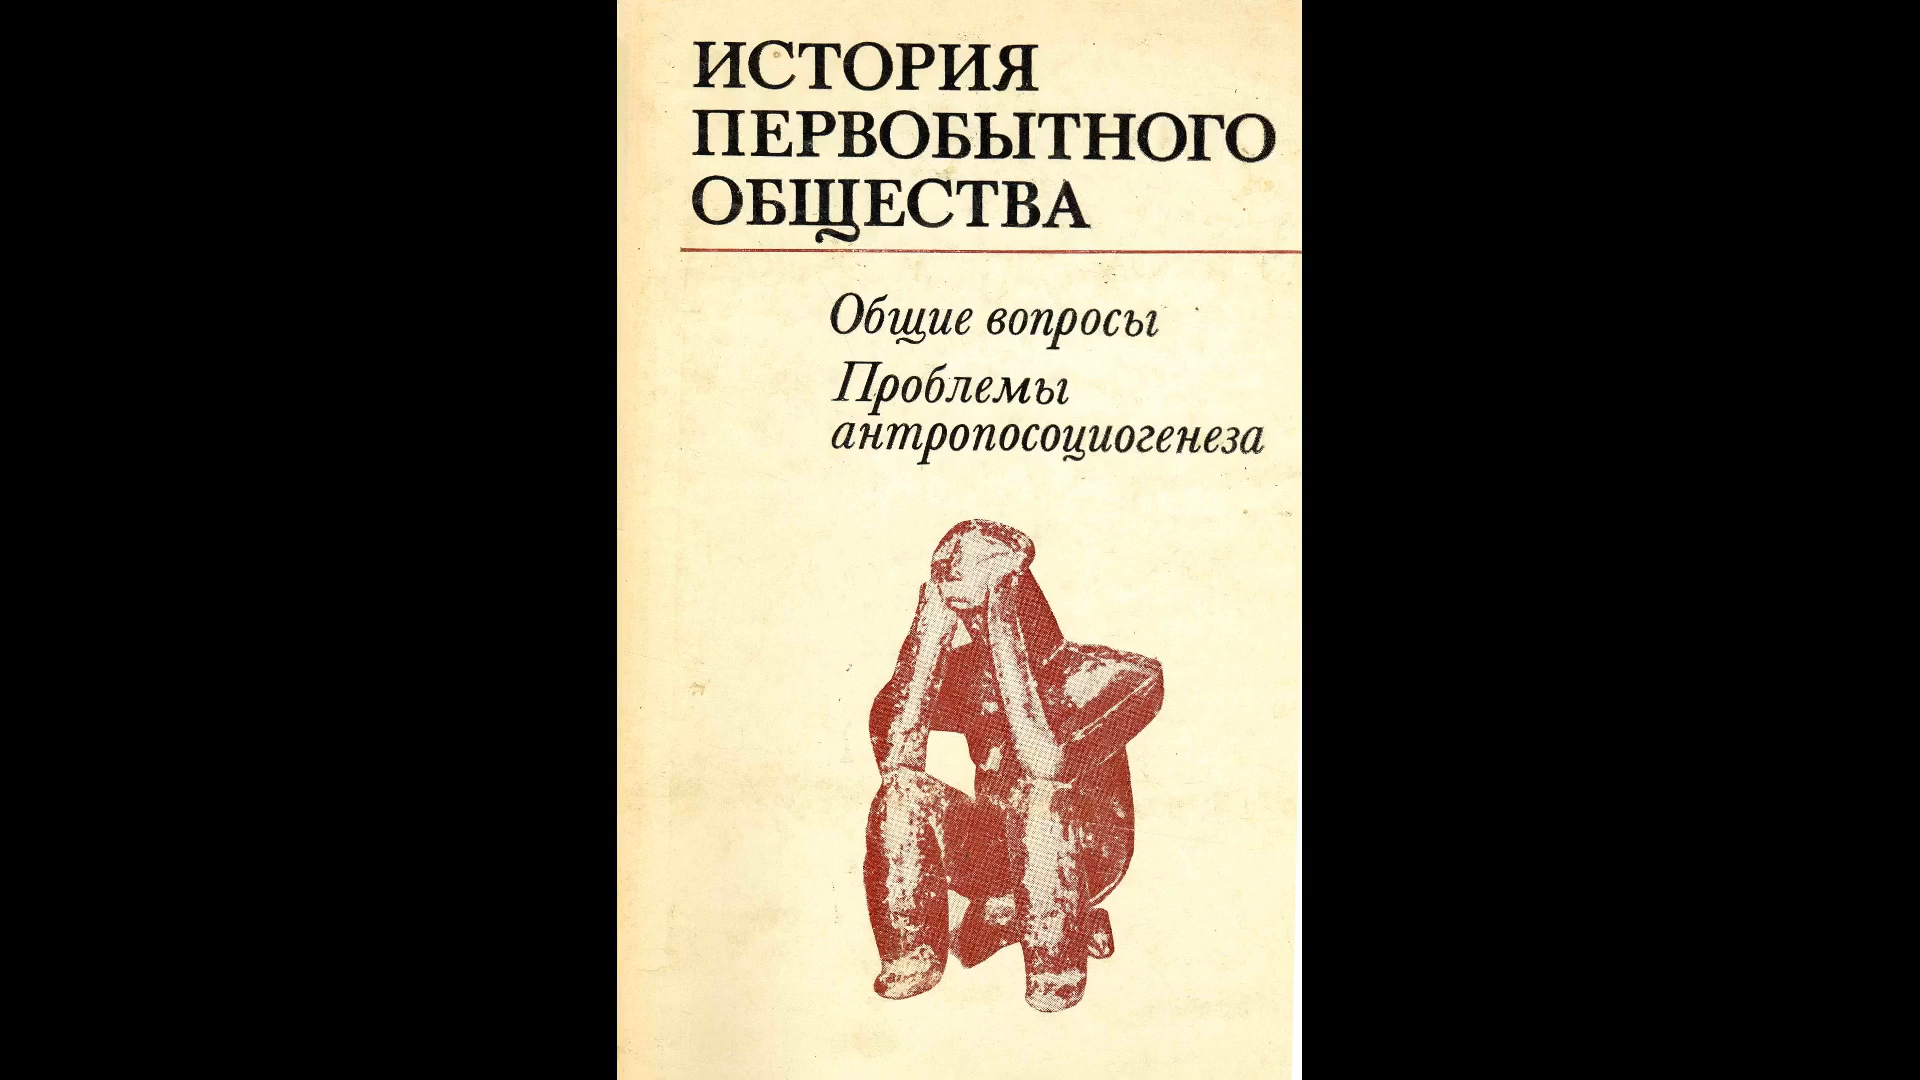 ИСТОРИЯ
ПЕРВОБЫТНОГО
ОБЩЕСТВА
Общие вопросы
Проблемы
антропосоциогенеза